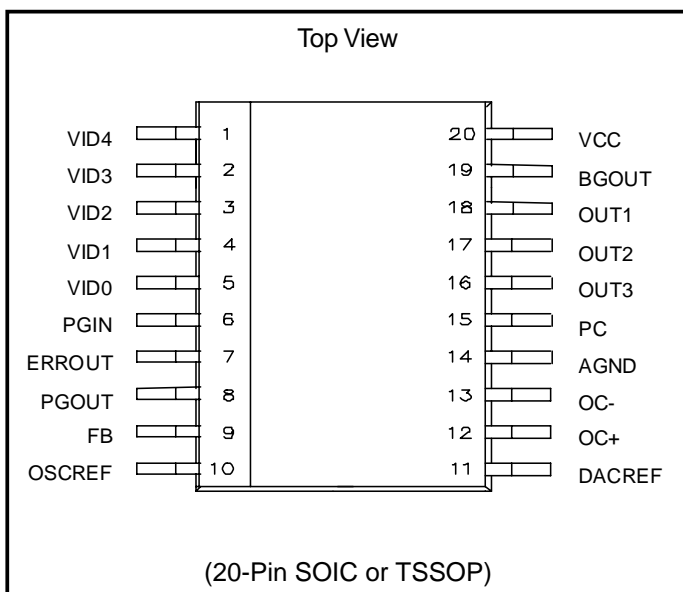 Top View
VID4 1 20 VCC
VID3 2 19 BGOUT
VID2 3 18 OUT1
VID1 4 17 OUT2
VID0 5 16 OUT3
PGIN 6 15 PC
ERROUT 7 14 AGND
PGOUT 8 13 OC-
FB 9 12 OC+
OSCREF 10 11 DACREF
(20-Pin SOIC or TSSOP)